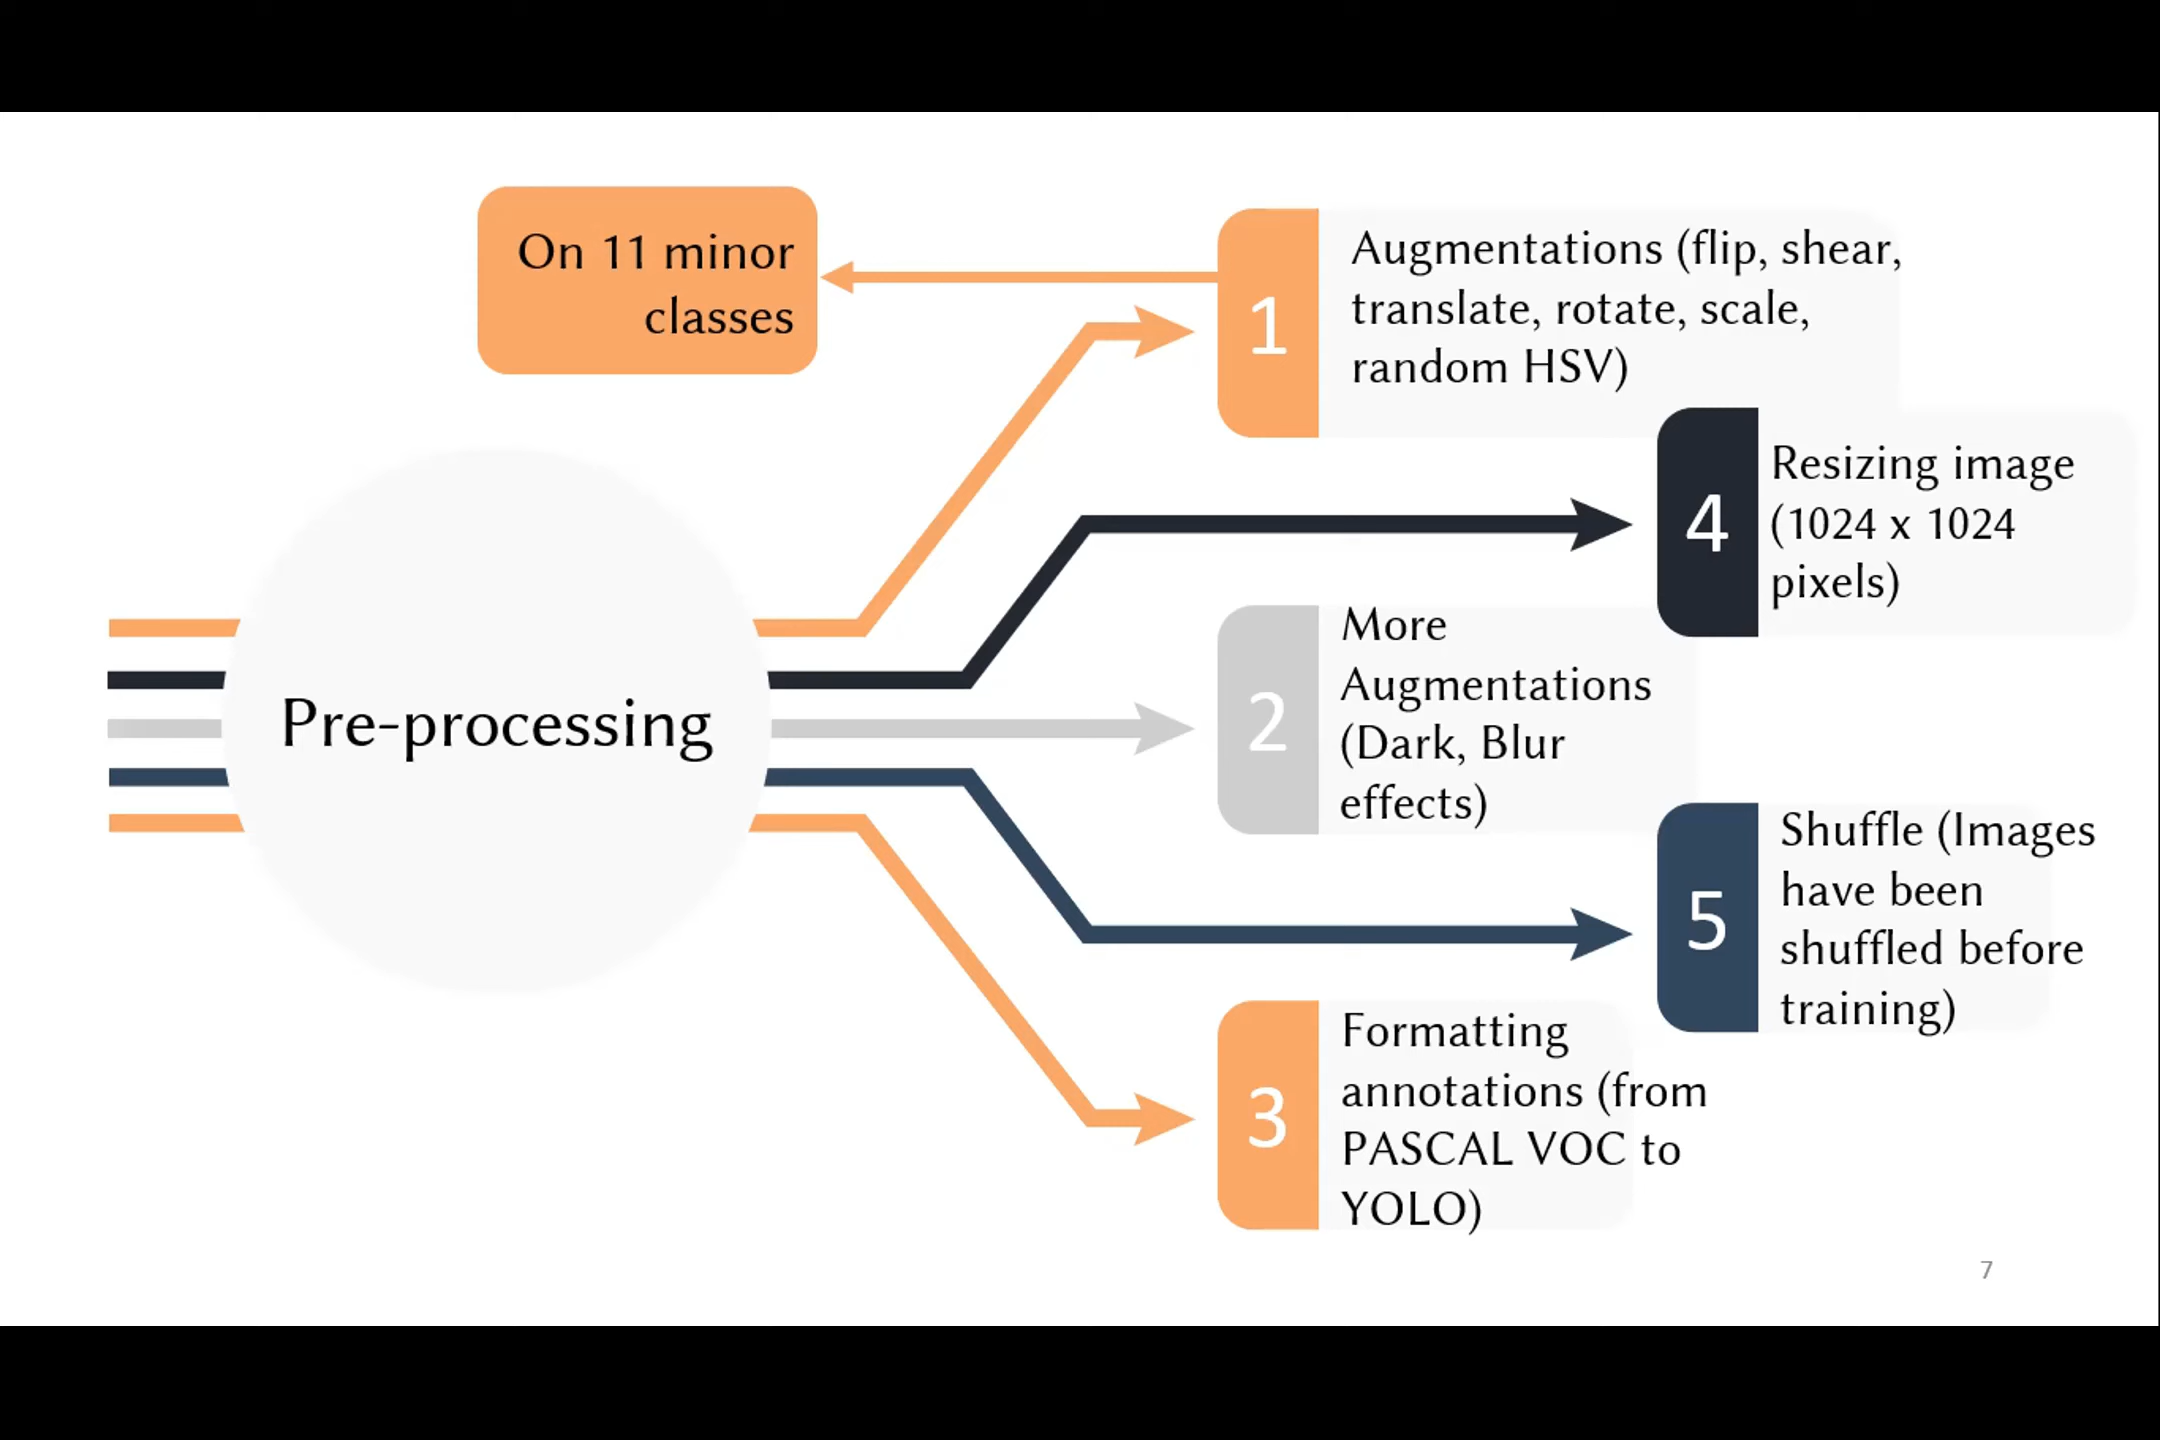 On 11 minor
classes
1
Augmentations (flip, shear,
translate, rotate, scale,
random HSV)
4
Resizing image
(1024 x 1024
pixels)
Pre-processing
2
More
Augmentations
(Dark, Blur
effects)
5
Shuffle (Images
have been
shuffled before
training)
3
Formatting
annotations (from
PASCAL VOC to
YOLO)
7